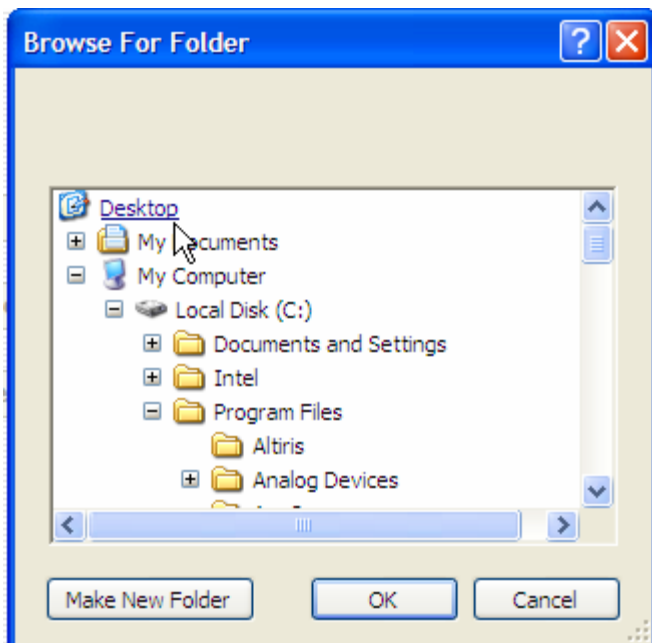 Browse For Folder
Desktop
My Documents
My Computer
Local Disk (C:)
Documents and Settings
Intel
Program Files
Altiris
Analog Devices
Make New Folder OK Cancel